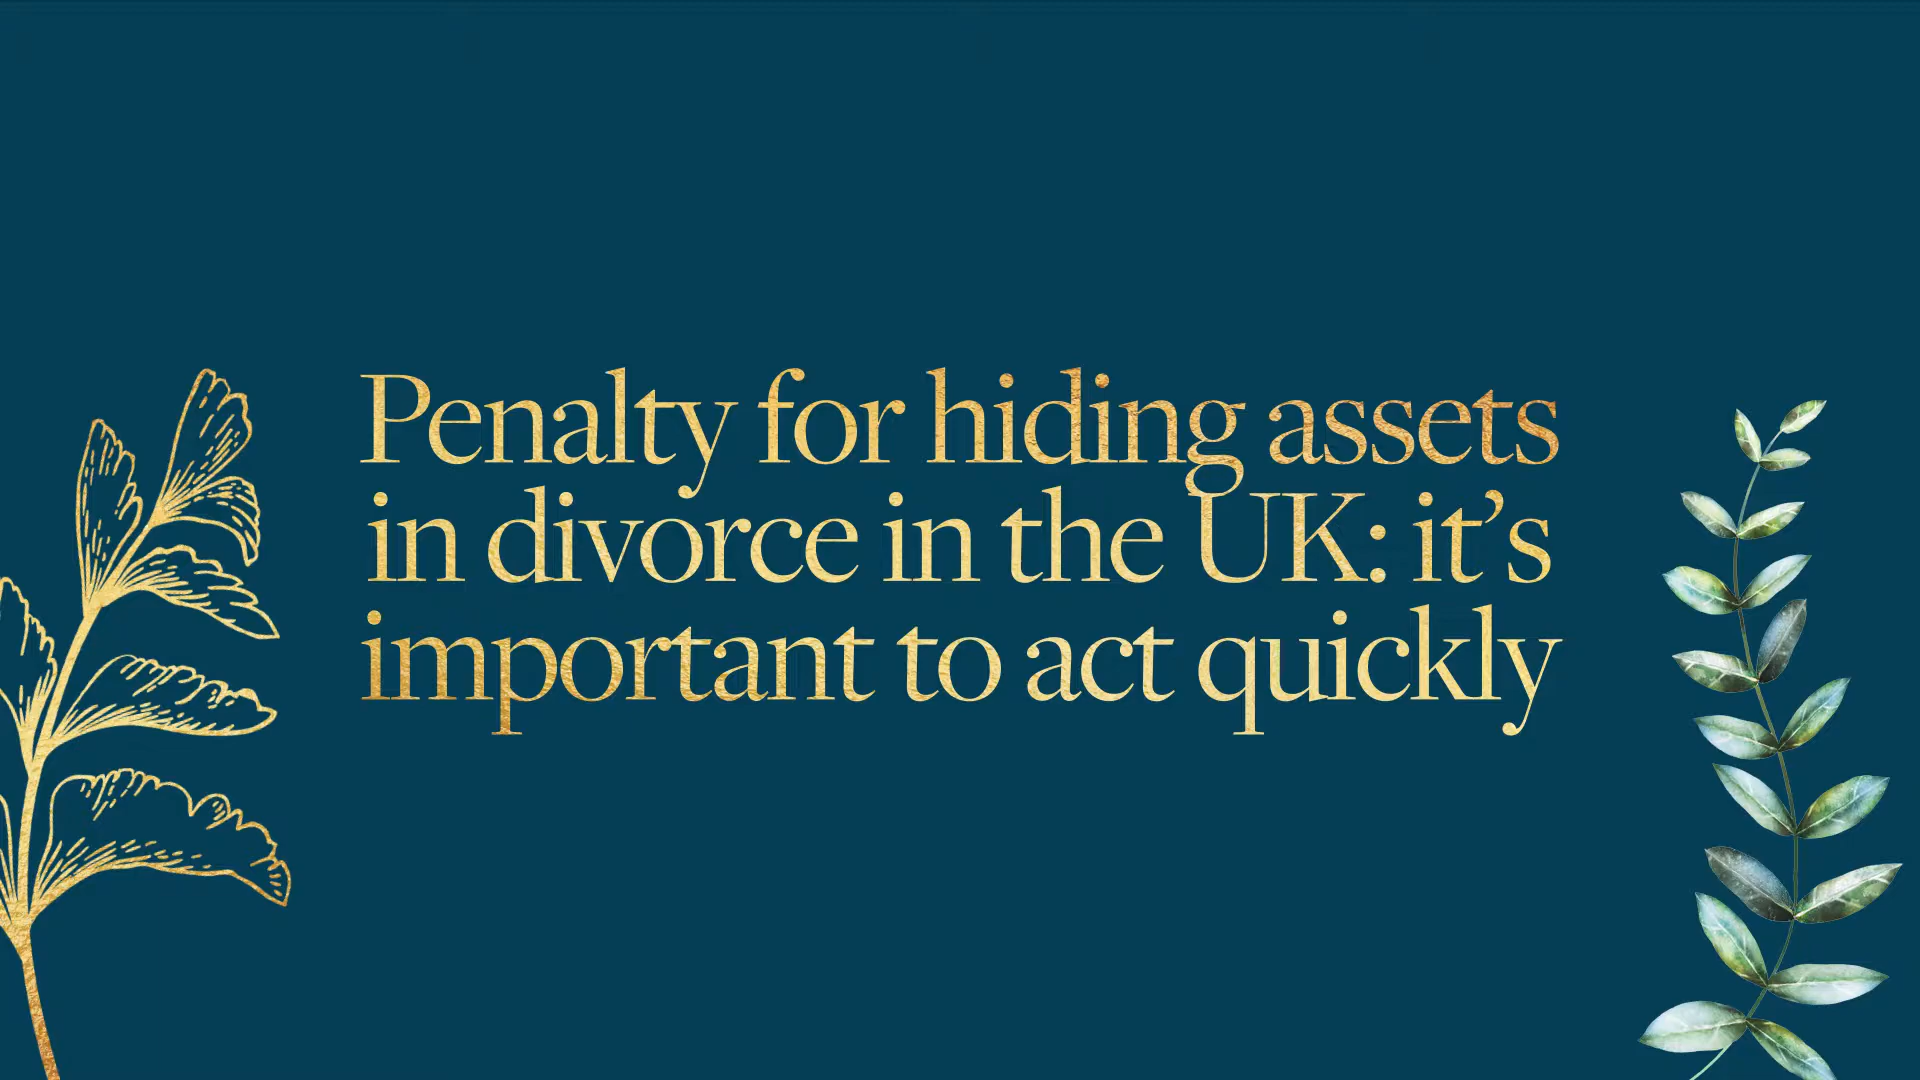 Penalty for hiding assets
in divorce in the UK: it’s
important to act quickly